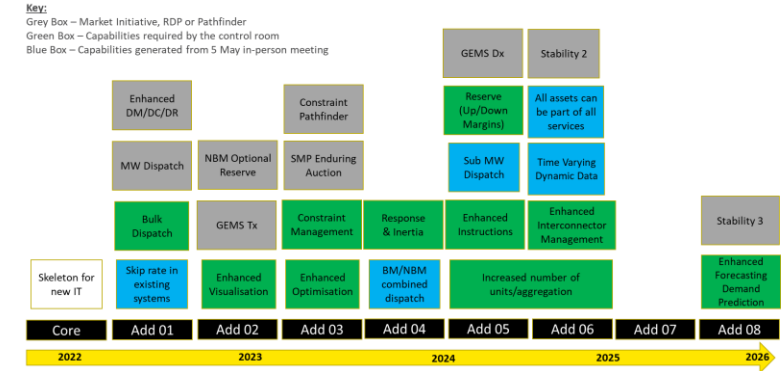 Key:
Grey Box – Market Initiative, RDP or Pathfinder
Green Box – Capabilities required by the control room
Blue Box – Capabilities generated from 5 May in-person meeting
GEMS Dx
Stability 2
Enhanced
DM/DC/DR
Constraint
Pathfinder
Reserve
(Up/Down
Margins)
All assets can
be part of all
services
MW Dispatch
NBM Optional
Reserve
SMP Enduring
Auction
Sub MW
Dispatch
Time Varying
Dynamic Data
Bulk
Dispatch
GEMS Tx
Constraint
Management
Response
& Inertia
Enhanced
Instructions
Enhanced
Interconnector
Management
Stability 3
Skeleton for
new IT
Skip rate in
existing
systems
Enhanced
Visualisation
Enhanced
Optimisation
BM/NBM
combined
dispatch
Increased number of
units/aggregation
Enhanced
Forecasting
Demand
Prediction
Core
Add 01
Add 02
Add 03
Add 04
Add 05
Add 06
Add 07
Add 08
2022
2023
2024
2025
2026